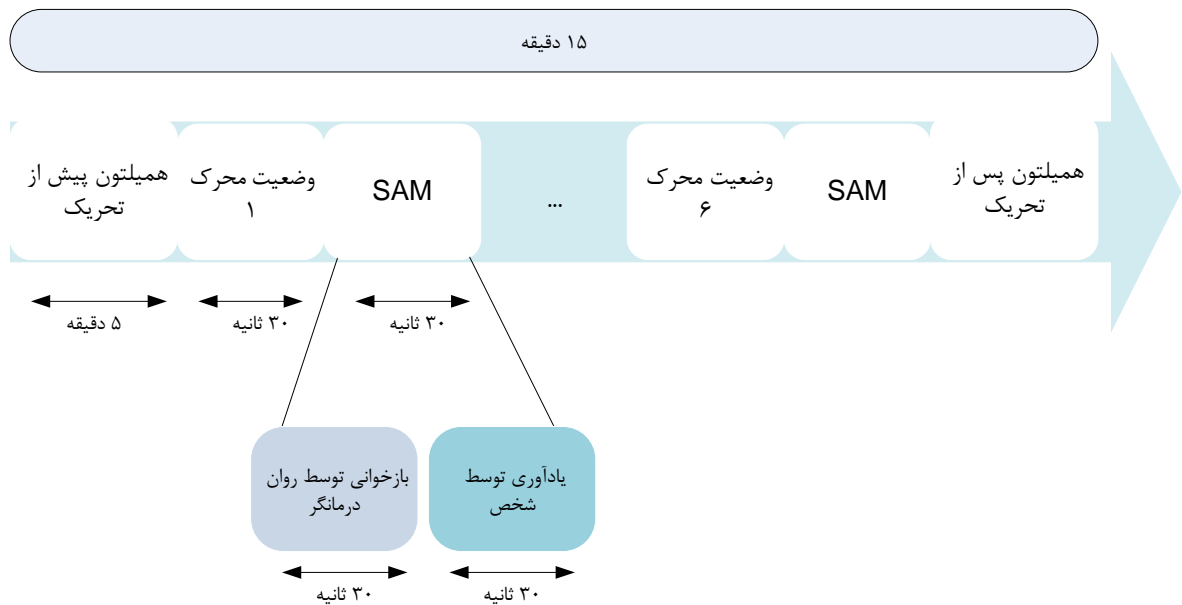 ۱۵ دقیقه
همیلتون پیش از
تحریک
وضعیت محرک
۱
SAM
...
وضعیت محرک
۶
SAM
همیلتون پس از
تحریک
۵ دقیقه
۳۰ ثانیه
۳۰ ثانیه
بازخوانی توسط روان
درمانگر
یادآوری توسط
شخص
۳۰ ثانیه
۳۰ ثانیه